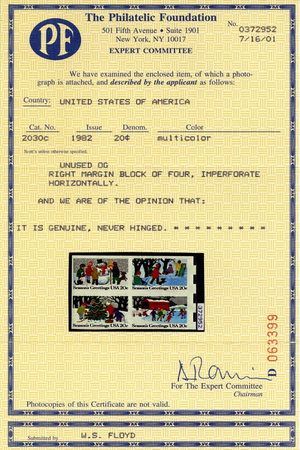 PF
The Philatelic Foundation
501 Fifth Avenue • Suite 1901
New York, NY 10017
EXPERT COMMITTEE
No. 0372952
7/16/01
We have examined the enclosed item, of which a photo-
graph is attached, and described by the applicant as follows:
Country: UNITED STATES OF AMERICA
Cat. No. Issue Denom. Color
2030c 1982 20¢ multicolor
Scott's unless otherwise specified.
UNUSED OG
RIGHT MARGIN BLOCK OF FOUR, IMPERFORATE
HORIZONTALLY.
AND WE ARE OF THE OPINION THAT:
IT IS GENUINE, NEVER HINGED. * * * * * * * * *
Season's Greetings USA 20c Season's Greetings USA 20c
Season's Greetings USA 20c Season's Greetings USA 20c
D 063399
For The Expert Committee
Chairman
Photocopies of this Certificate are not valid.
Submitted by W.S. FLOYD